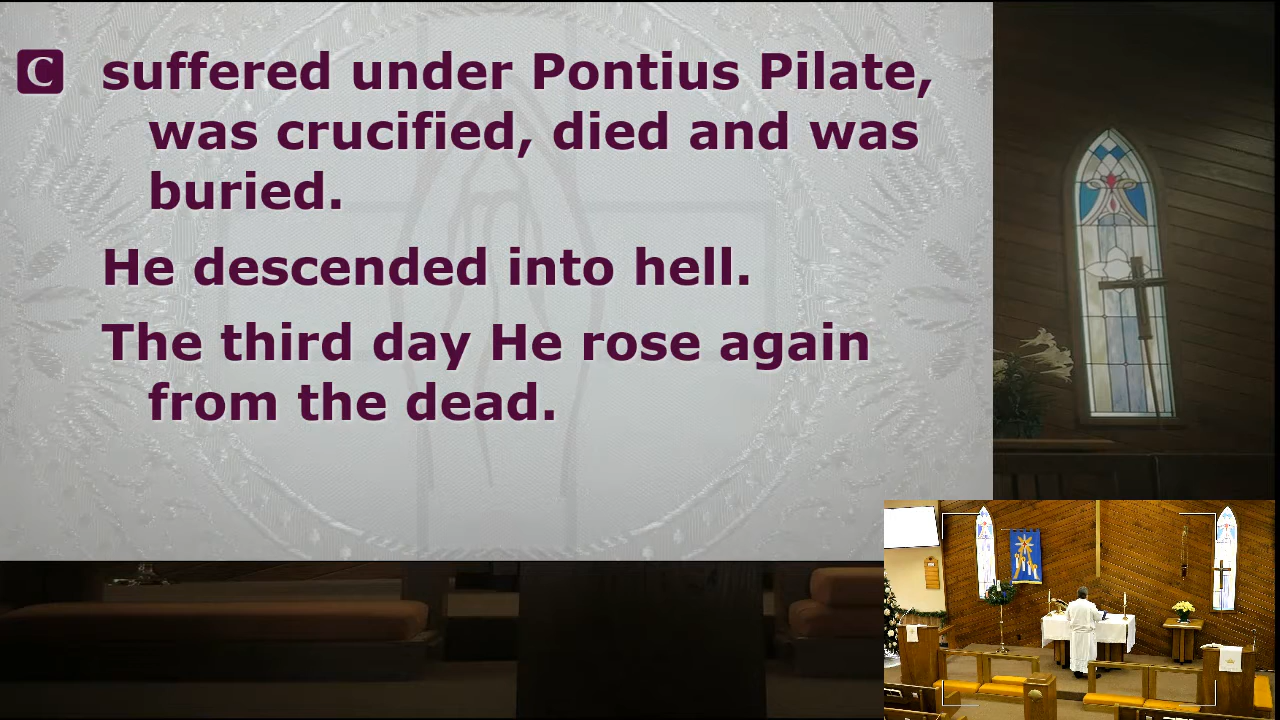 C suffered under Pontius Pilate,
was crucified, died and was
buried.
He descended into hell.
The third day He rose again
from the dead.